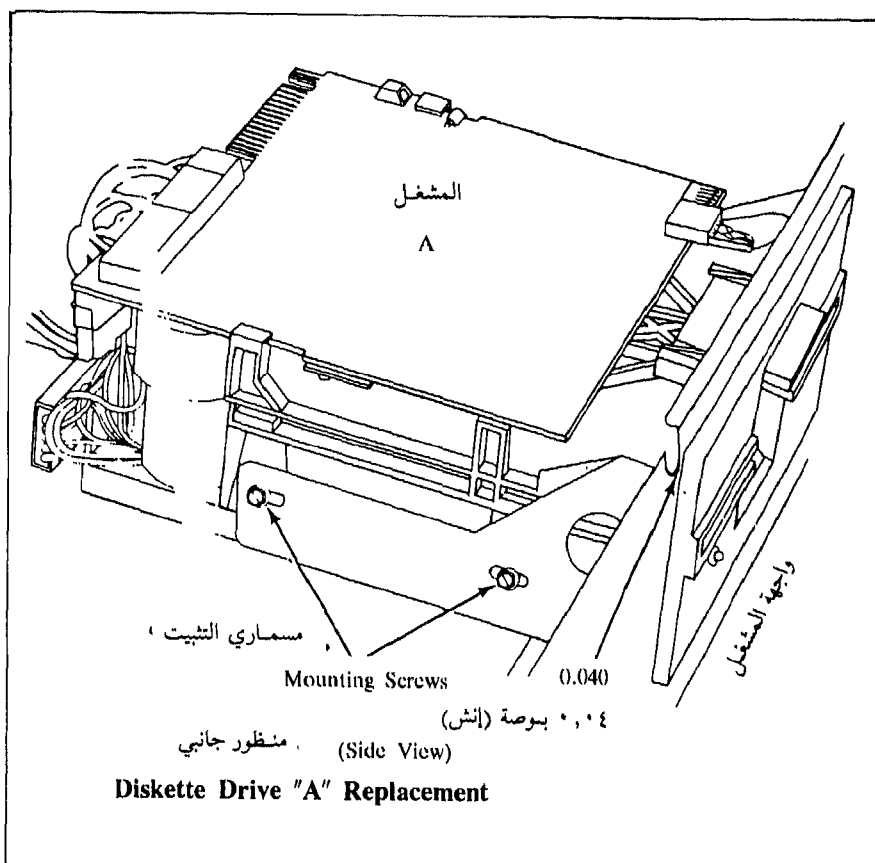 المشغل
A
واجهة المشغل
مسماري التثبيت
Mounting Screws
0.040
٠,٠٤ بوصة (إنش)
منظور جانبي (Side View)
Diskette Drive "A" Replacement